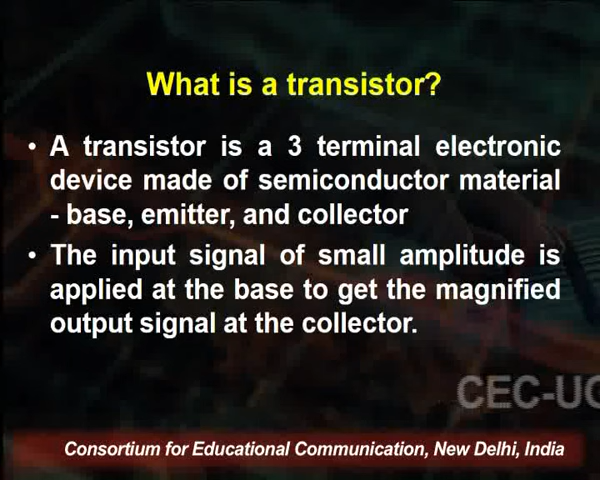 What is a transistor?
• A transistor is a 3 terminal electronic
device made of semiconductor material
- base, emitter, and collector
• The input signal of small amplitude is
applied at the base to get the magnified
output signal at the collector.
CEC-UG
Consortium for Educational Communication, New Delhi, India